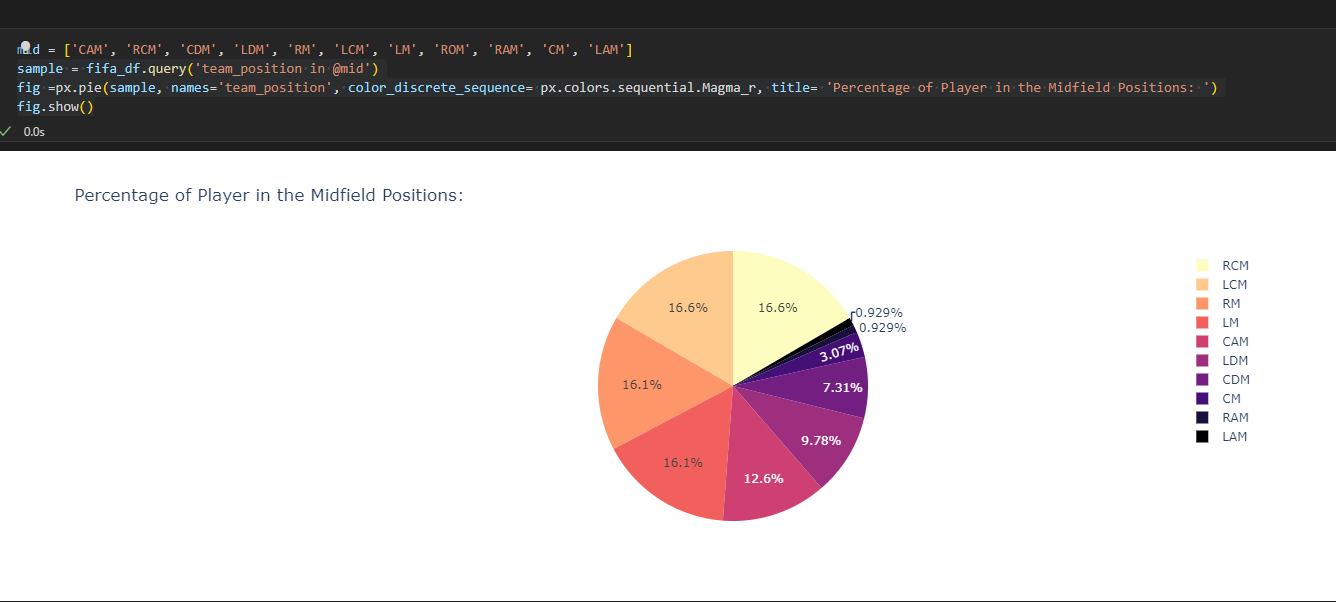 mid = ['CAM', 'RCM', 'CDM', 'LDM', 'RM', 'LCM', 'LM', 'ROM', 'RAM', 'CM', 'LAM']
sample = fifa_df.query('team_position in @mid')
fig =px.pie(sample, names='team_position', color_discrete_sequence= px.colors.sequential.Magma_r, title= 'Percentage of Player in the Midfield Positions: ')
fig.show()
0.0s
Percentage of Player in the Midfield Positions:
16.6%
16.6%
0.929%
0.929%
3.07%
16.1%
7.31%
9.78%
16.1%
12.6%
RCM
LCM
RM
LM
CAM
LDM
CDM
CM
RAM
LAM